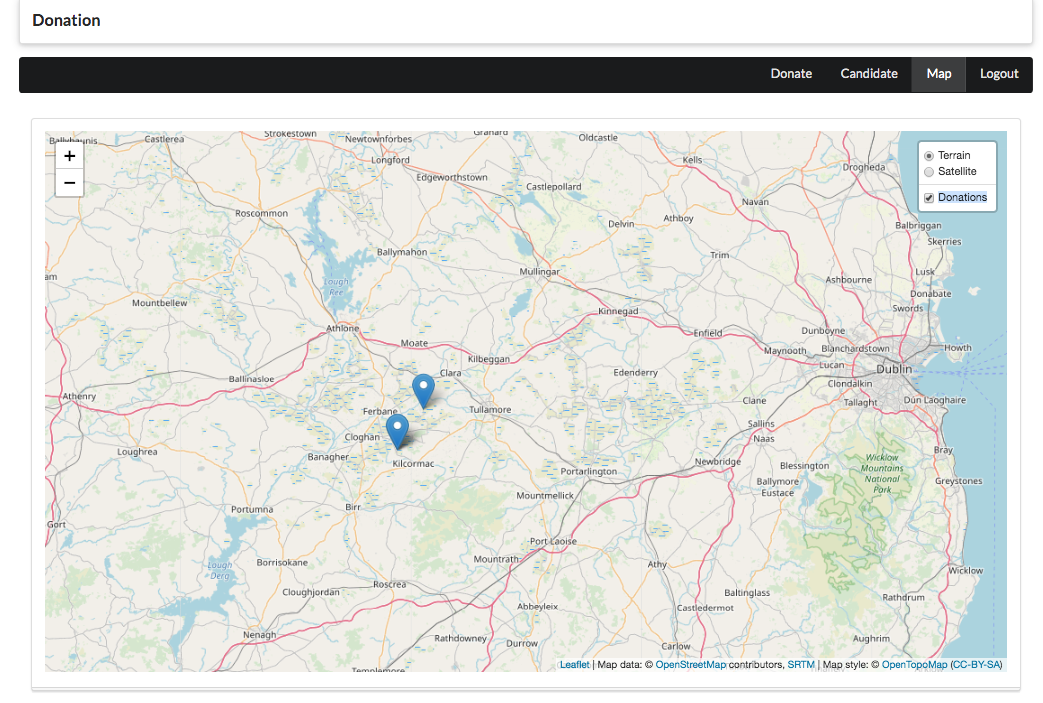 Donation
Donate Candidate Map Logout
+
−
Terrain
Satellite
Donations
Ballyhaunis
Castlerea
Strokestown
Newtownforbes
Granard
Oldcastle
Longford
Kells
Drogheda
Edgeworthstown
Castlepollard
Navan
Roscommon
Delvin
Athboy
Balbriggan
Skerries
Ballymahon
Trim
Mullingar
Lusk
Lough
Ree
Ashbourne
Donabate
Mountbellew
Kinnegad
Swords
Athlone
Enfield
Dunboyne
Moate
Maynooth
Blanchardstown
Howth
Kilbeggan
Lucan
Dublin
Clara
Edenderry
Ballinasloe
Clondalkin
Athenry
Clane
Tallaght
Dún Laoghaire
Ferbane
Tullamore
Sallins
Cloghan
Naas
Loughrea
Banagher
Kilcormac
Newbridge
Blessington
Bray
Wicklow
Mountains
National
Park
Portarlington
Ballymore
Eustace
Greystones
Mountmellick
Birr
Portumna
Gort
Port Laoise
Mountrath
Lough
Derg
Borrisokane
Athy
Wicklow
Roscrea
Cloughjordan
Baltinglass
Rathdrum
Abbeyleix
Castledermot
Nenagh
Rathdowney
Durrow
Carlow
Aughrim
Templemore
Leaflet | Map data: © OpenStreetMap contributors, SRTM | Map style: © OpenTopoMap (CC-BY-SA)